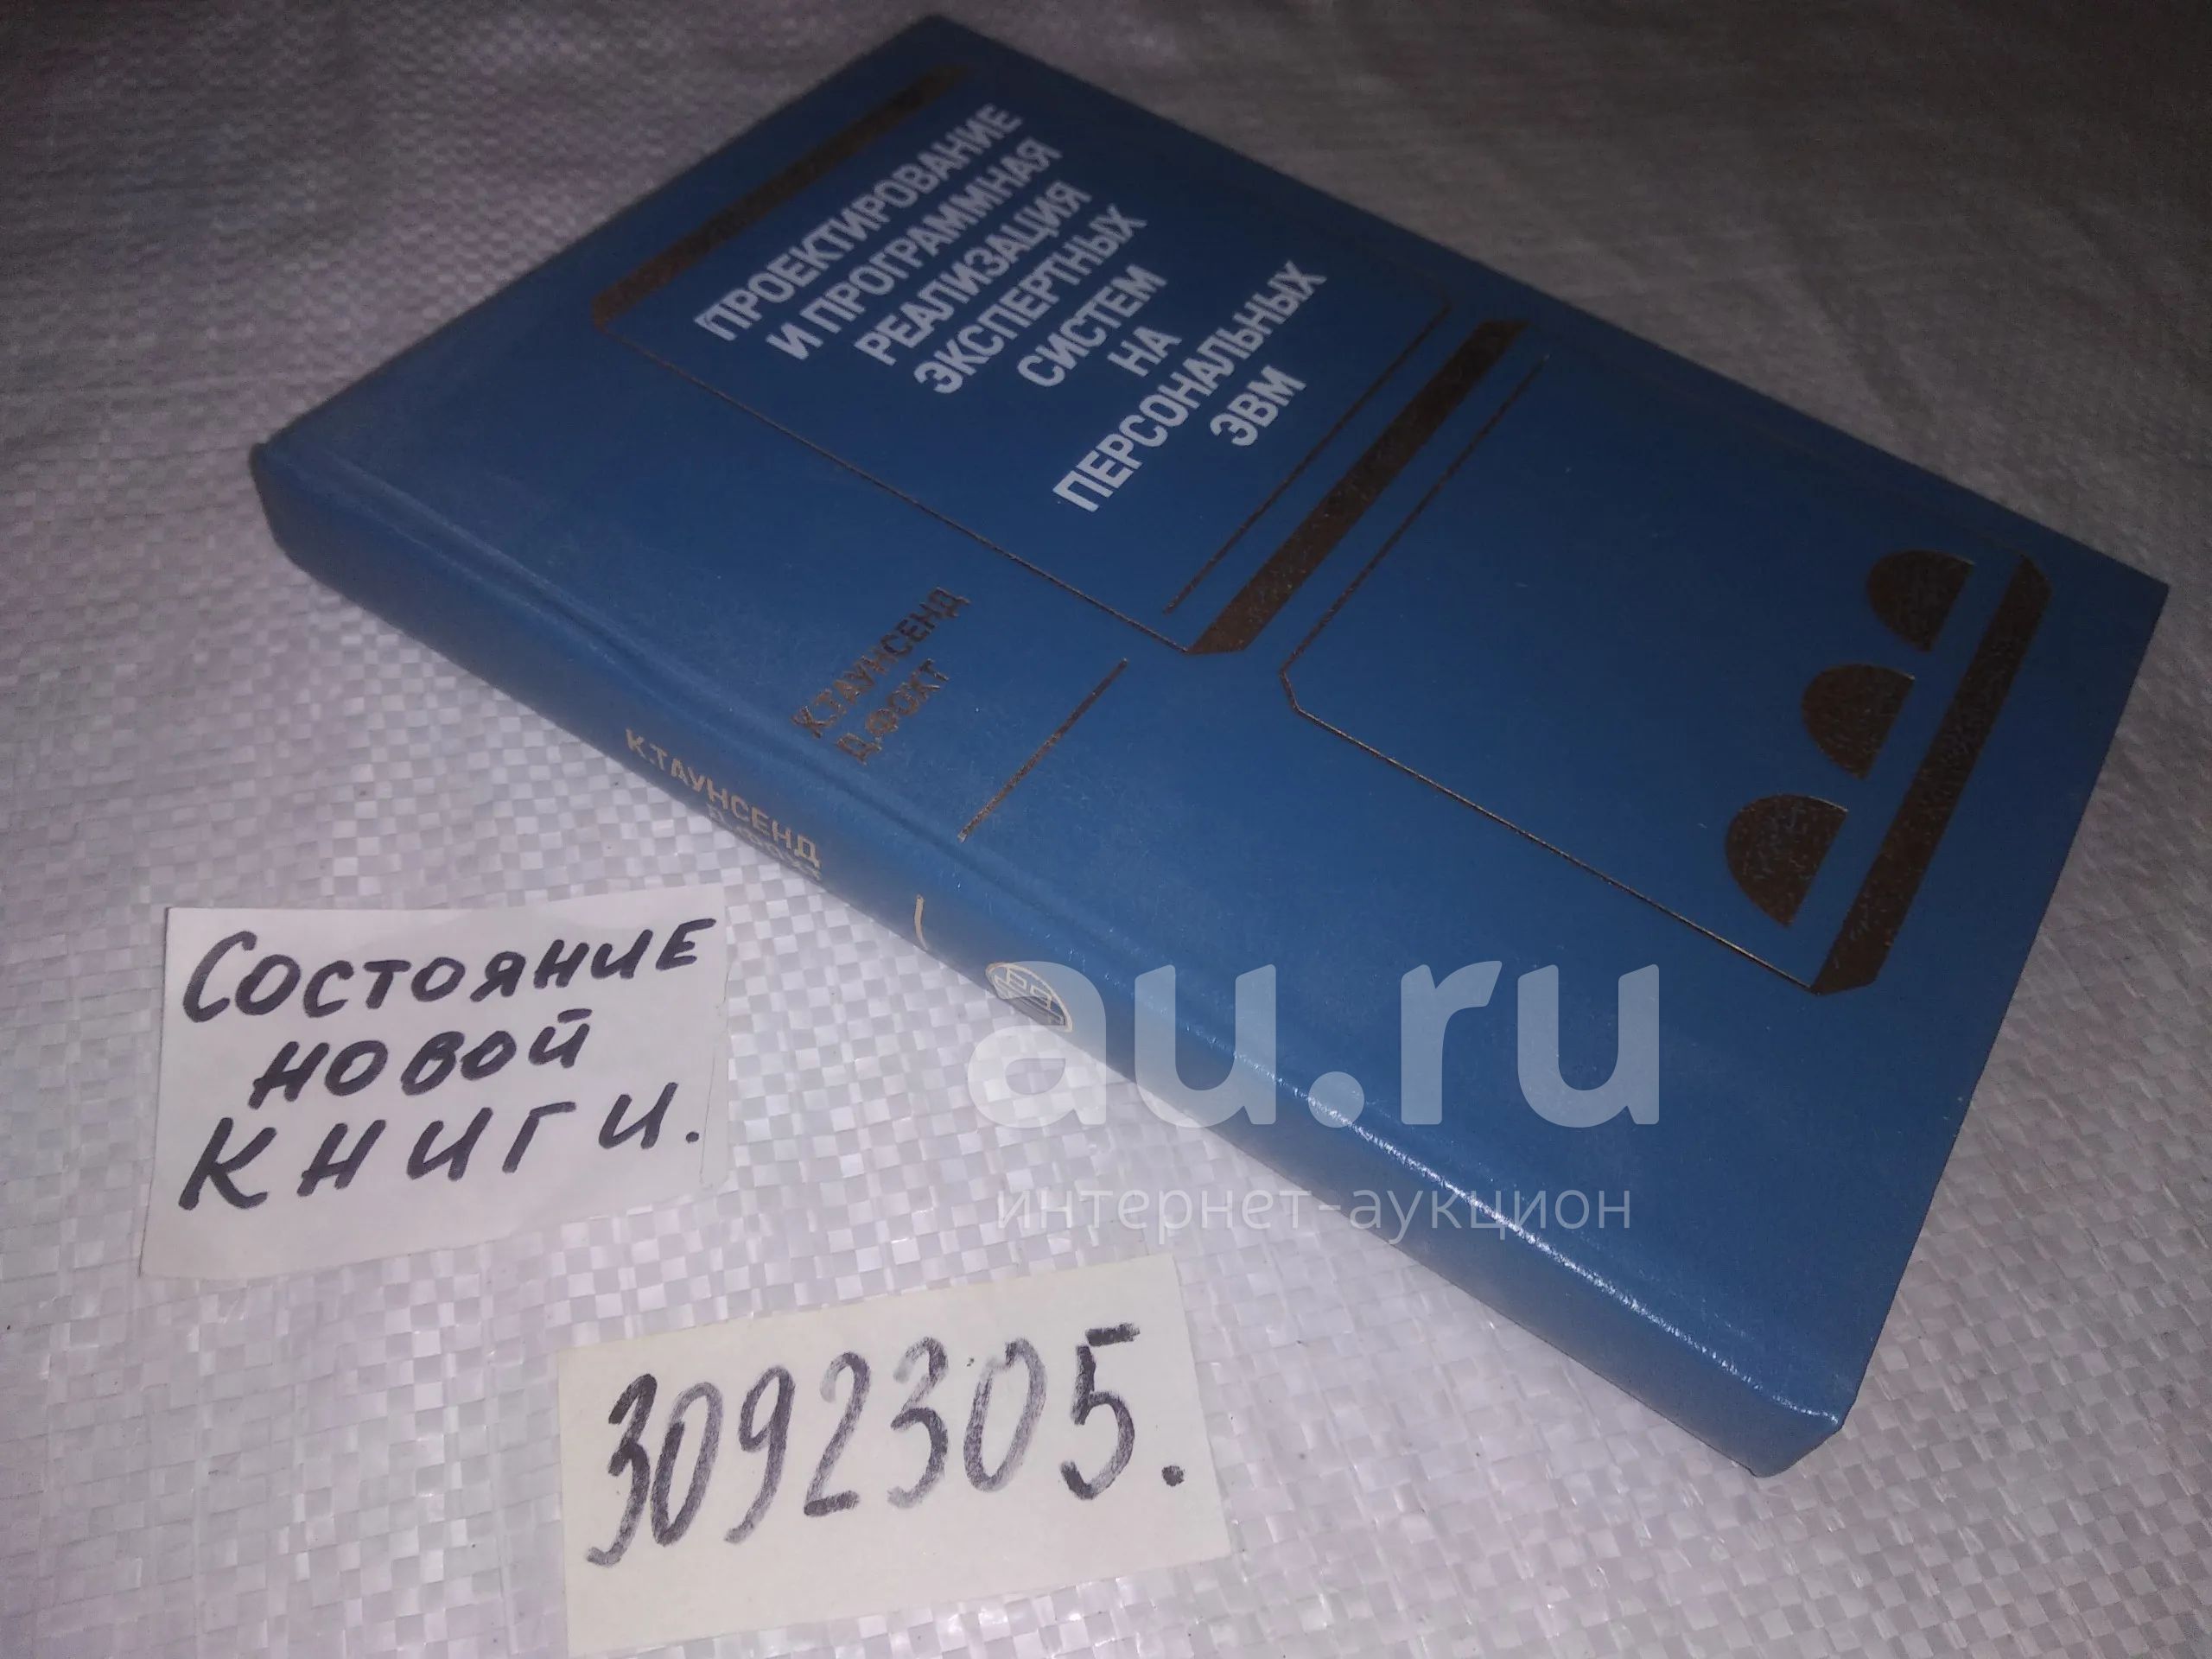 ПРОЕКТИРОВАНИЕ
И ПРОГРАММНАЯ
РЕАЛИЗАЦИЯ
ЭКСПЕРТНЫХ
СИСТЕМ
НА
ПЕРСОНАЛЬНЫХ
ЭВМ
К.ТАУНСЕНД
Д.ФОХТ
К.ТАУНСЕНД
Д.ФОХТ
au.ru
интернет-аукцион
Состояние
новой
книги.
3092305.